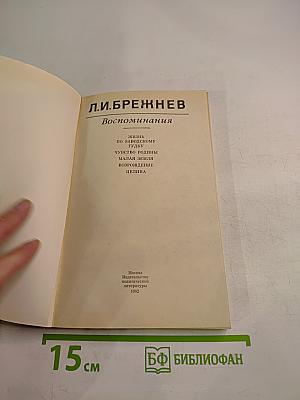 Л.И.БРЕЖНЕВ
Воспоминания
ЖИЗНЬ
ПО ЗАВОДСКОМУ
ГУДКУ
ЧУВСТВО РОДИНЫ
МАЛАЯ ЗЕМЛЯ
ВОЗРОЖДЕНИЕ
ЦЕЛИНА
Москва
Издательство
политической
литературы
1982
15 см
БФ БИБЛИОФАН